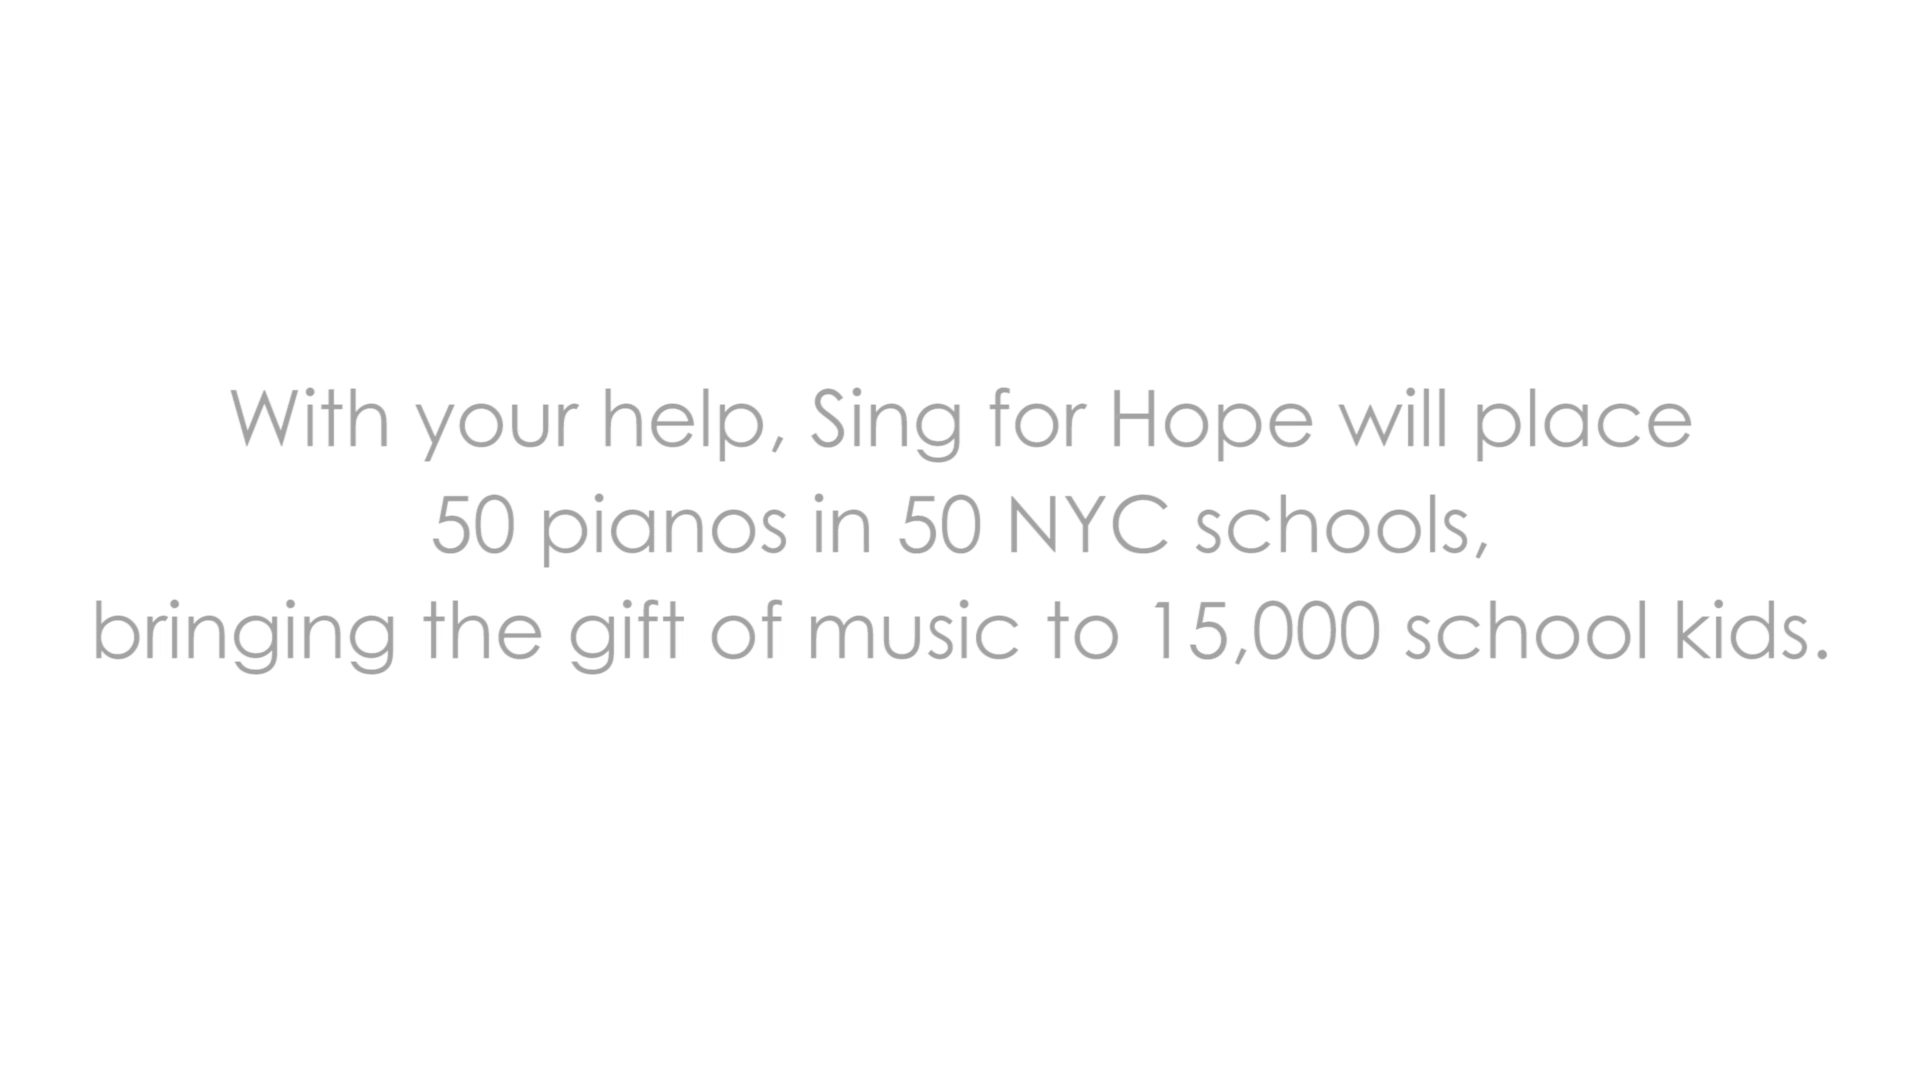 With your help, Sing for Hope will place
50 pianos in 50 NYC schools,
bringing the gift of music to 15,000 school kids.